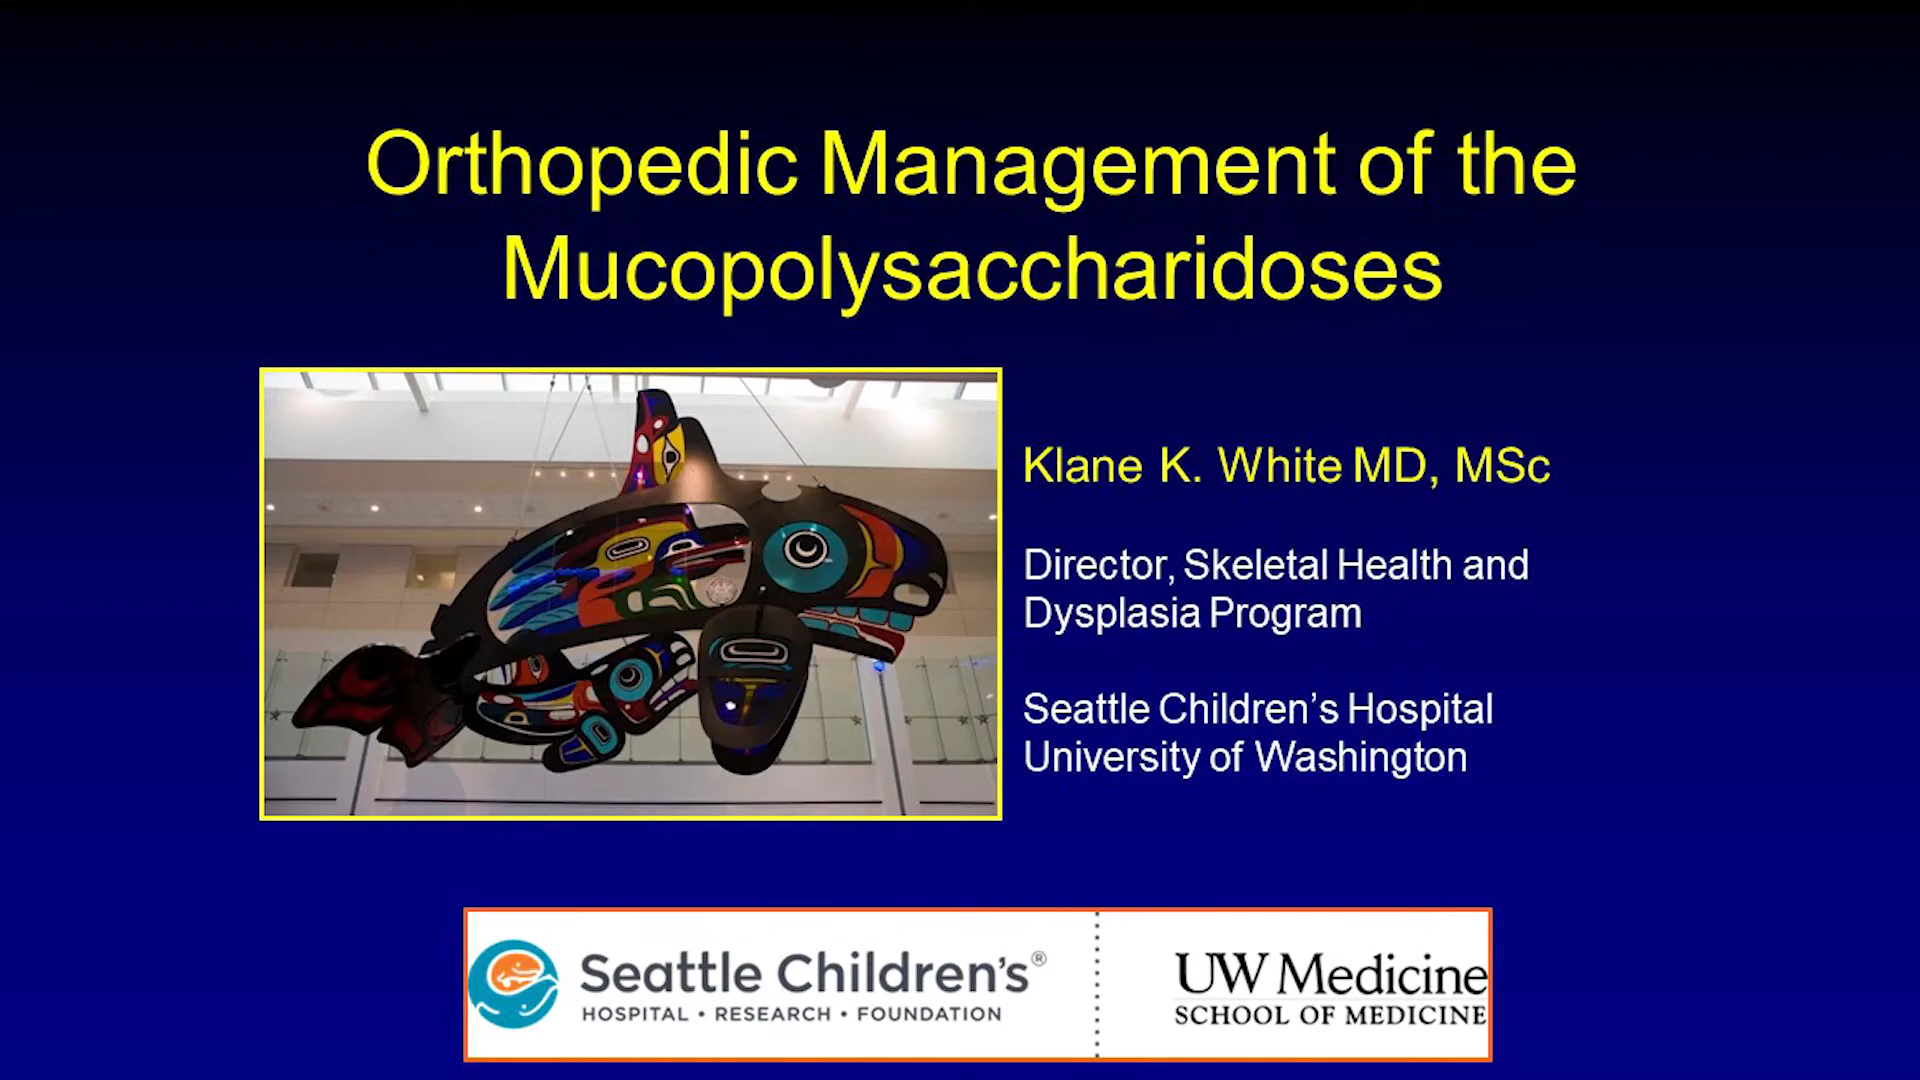 Orthopedic Management of the
Mucopolysaccharidoses
Klane K. White MD, MSc
Director, Skeletal Health and
Dysplasia Program
Seattle Children’s Hospital
University of Washington
Seattle Children's®
HOSPITAL • RESEARCH • FOUNDATION
UW Medicine
SCHOOL OF MEDICINE